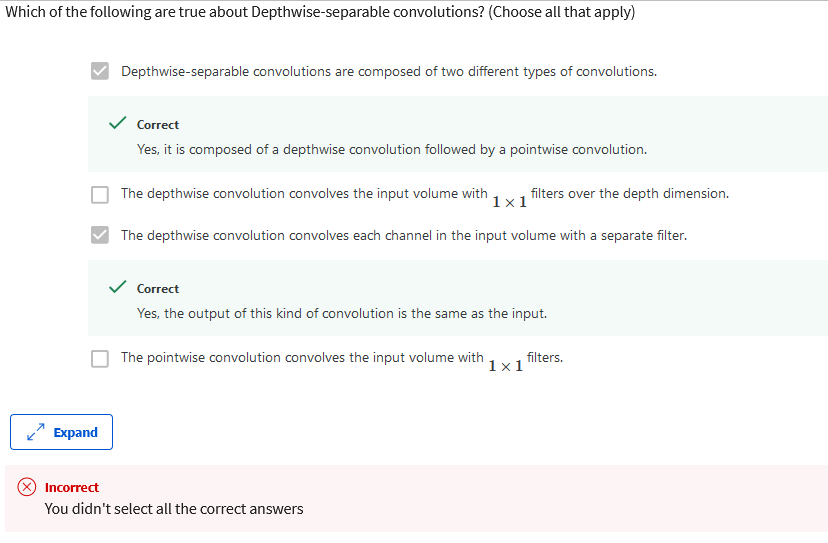 Which of the following are true about Depthwise-separable convolutions? (Choose all that apply)
Depthwise-separable convolutions are composed of two different types of convolutions.
Correct
Yes, it is composed of a depthwise convolution followed by a pointwise convolution.
The depthwise convolution convolves the input volume with 1 × 1 filters over the depth dimension.
The depthwise convolution convolves each channel in the input volume with a separate filter.
Correct
Yes, the output of this kind of convolution is the same as the input.
The pointwise convolution convolves the input volume with 1 × 1 filters.
Expand
Incorrect
You didn't select all the correct answers